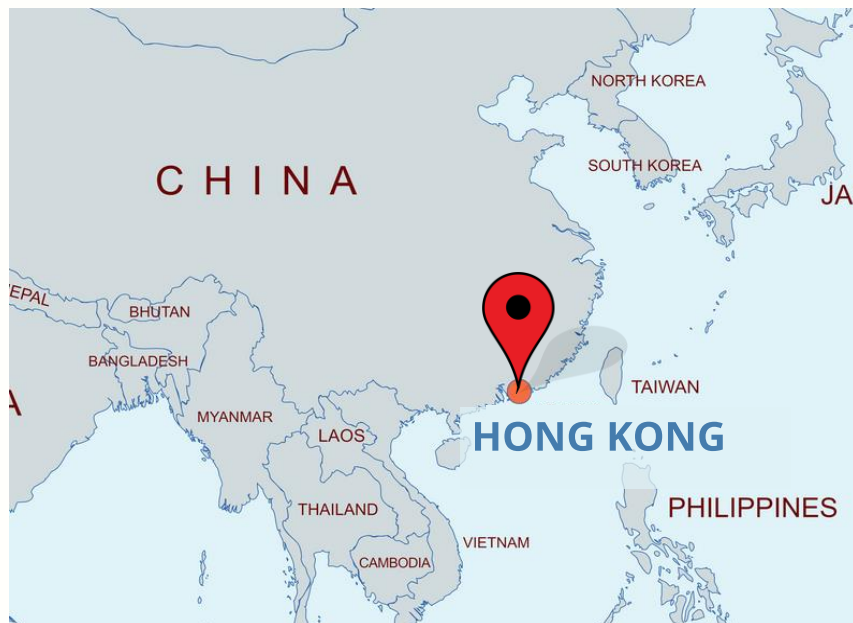 NORTH KOREA
SOUTH KOREA
CHINA
JA
EPAL
BHUTAN
BANGLADESH
A
TAIWAN
MYANMAR
LAOS
HONG KONG
THAILAND
PHILIPPINES
VIETNAM
CAMBODIA